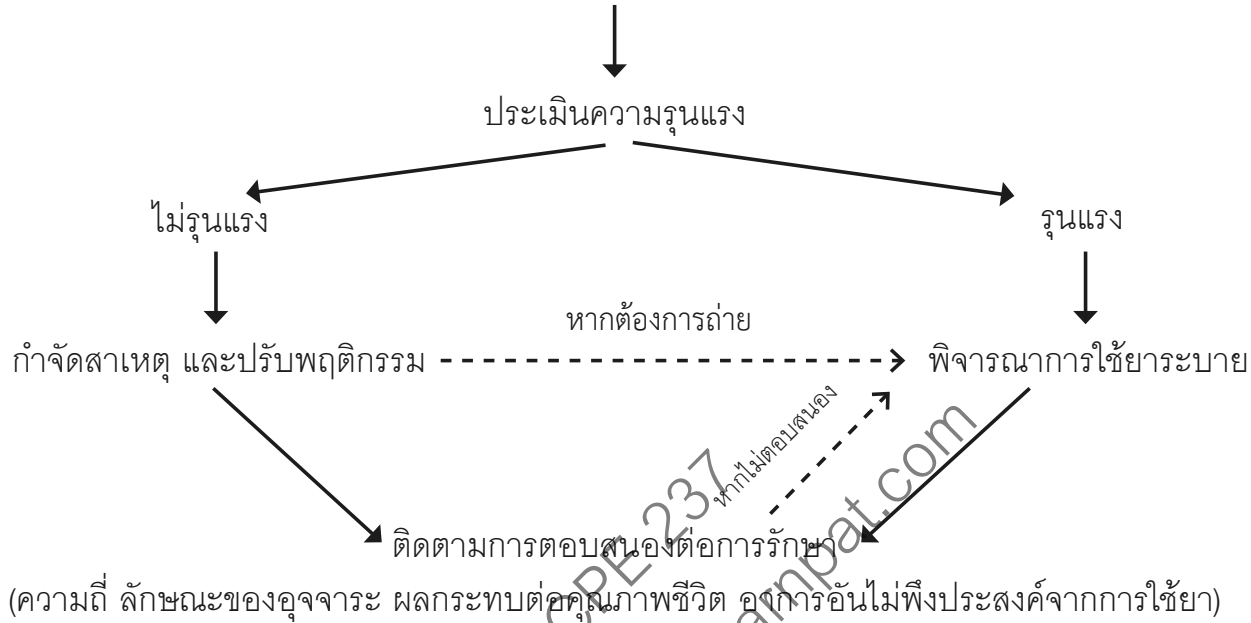 ประเมินความรุนแรง
ไม่รุนแรง
รุนแรง
หากต้องการถ่าย
กำจัดสาเหตุ และปรับพฤติกรรม
พิจารณาการใช้ยาระบาย
หากไม่ตอบสนอง
CPE 237
ติดตามการตอบสนองต่อการรักษา
(ความถี่ ลักษณะของอุจจาระ ผลกระทบต่อคุณภาพชีวิต อาการอันไม่พึงประสงค์จากการใช้ยา)